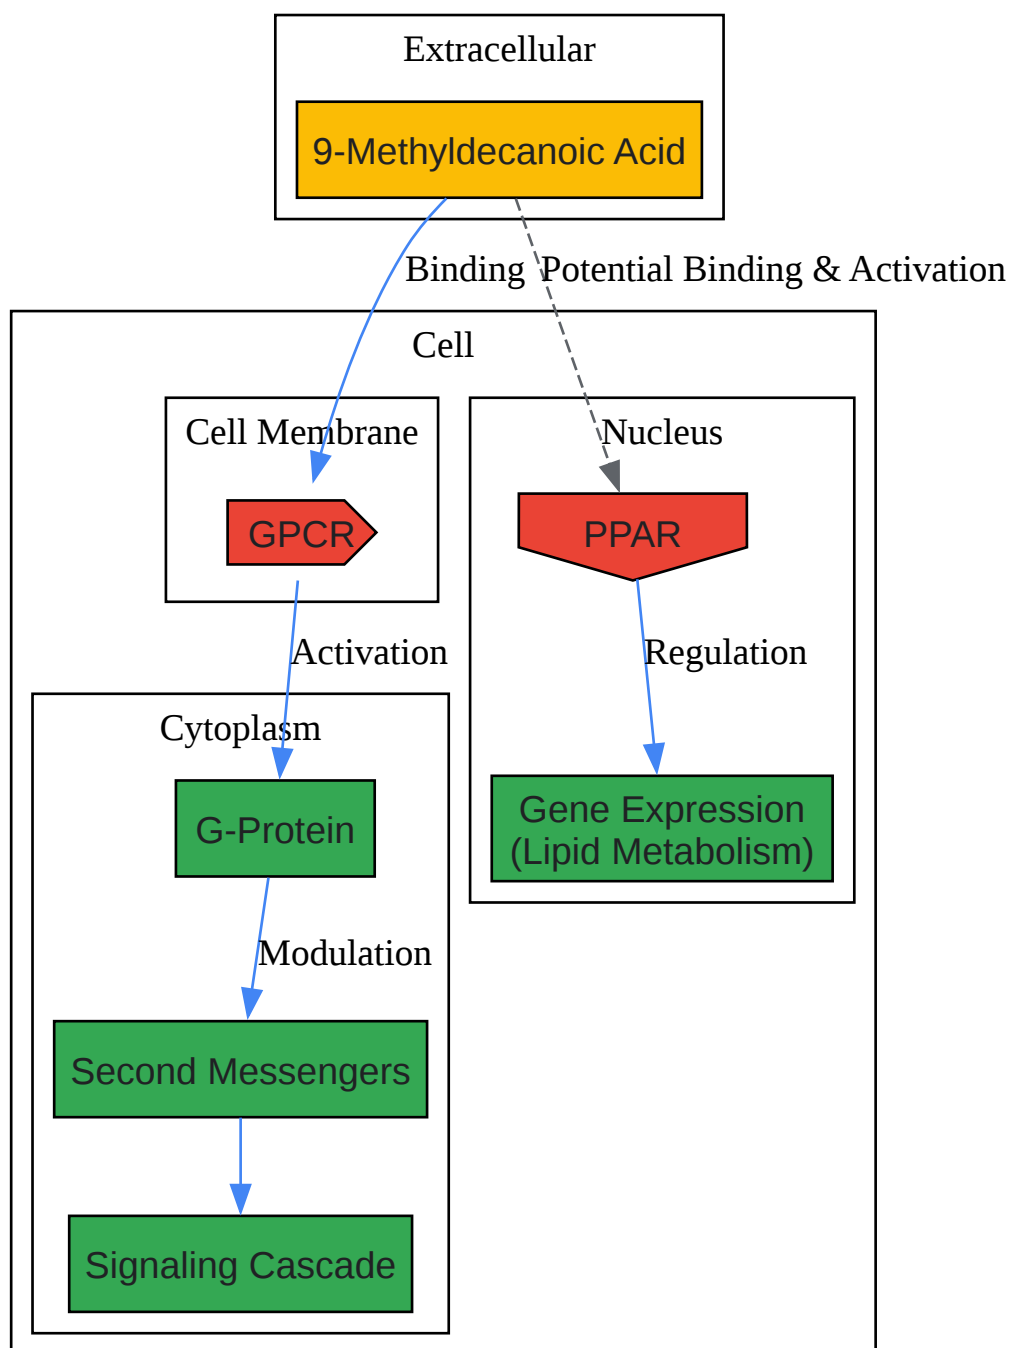 Extracellular
9-Methyldecanoic Acid
Binding
Potential Binding & Activation
Cell
Cell Membrane
Nucleus
GPCR
PPAR
Activation
Regulation
Cytoplasm
G-Protein
Gene Expression
(Lipid Metabolism)
Modulation
Second Messengers
Signaling Cascade